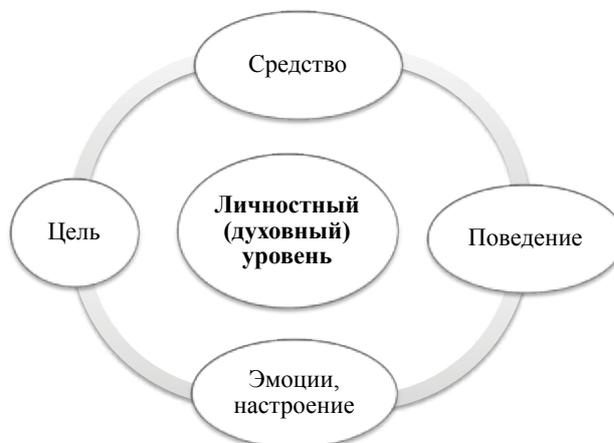 Средство
Личностный
(духовный)
уровень
Цель
Поведение
Эмоции,
настроение